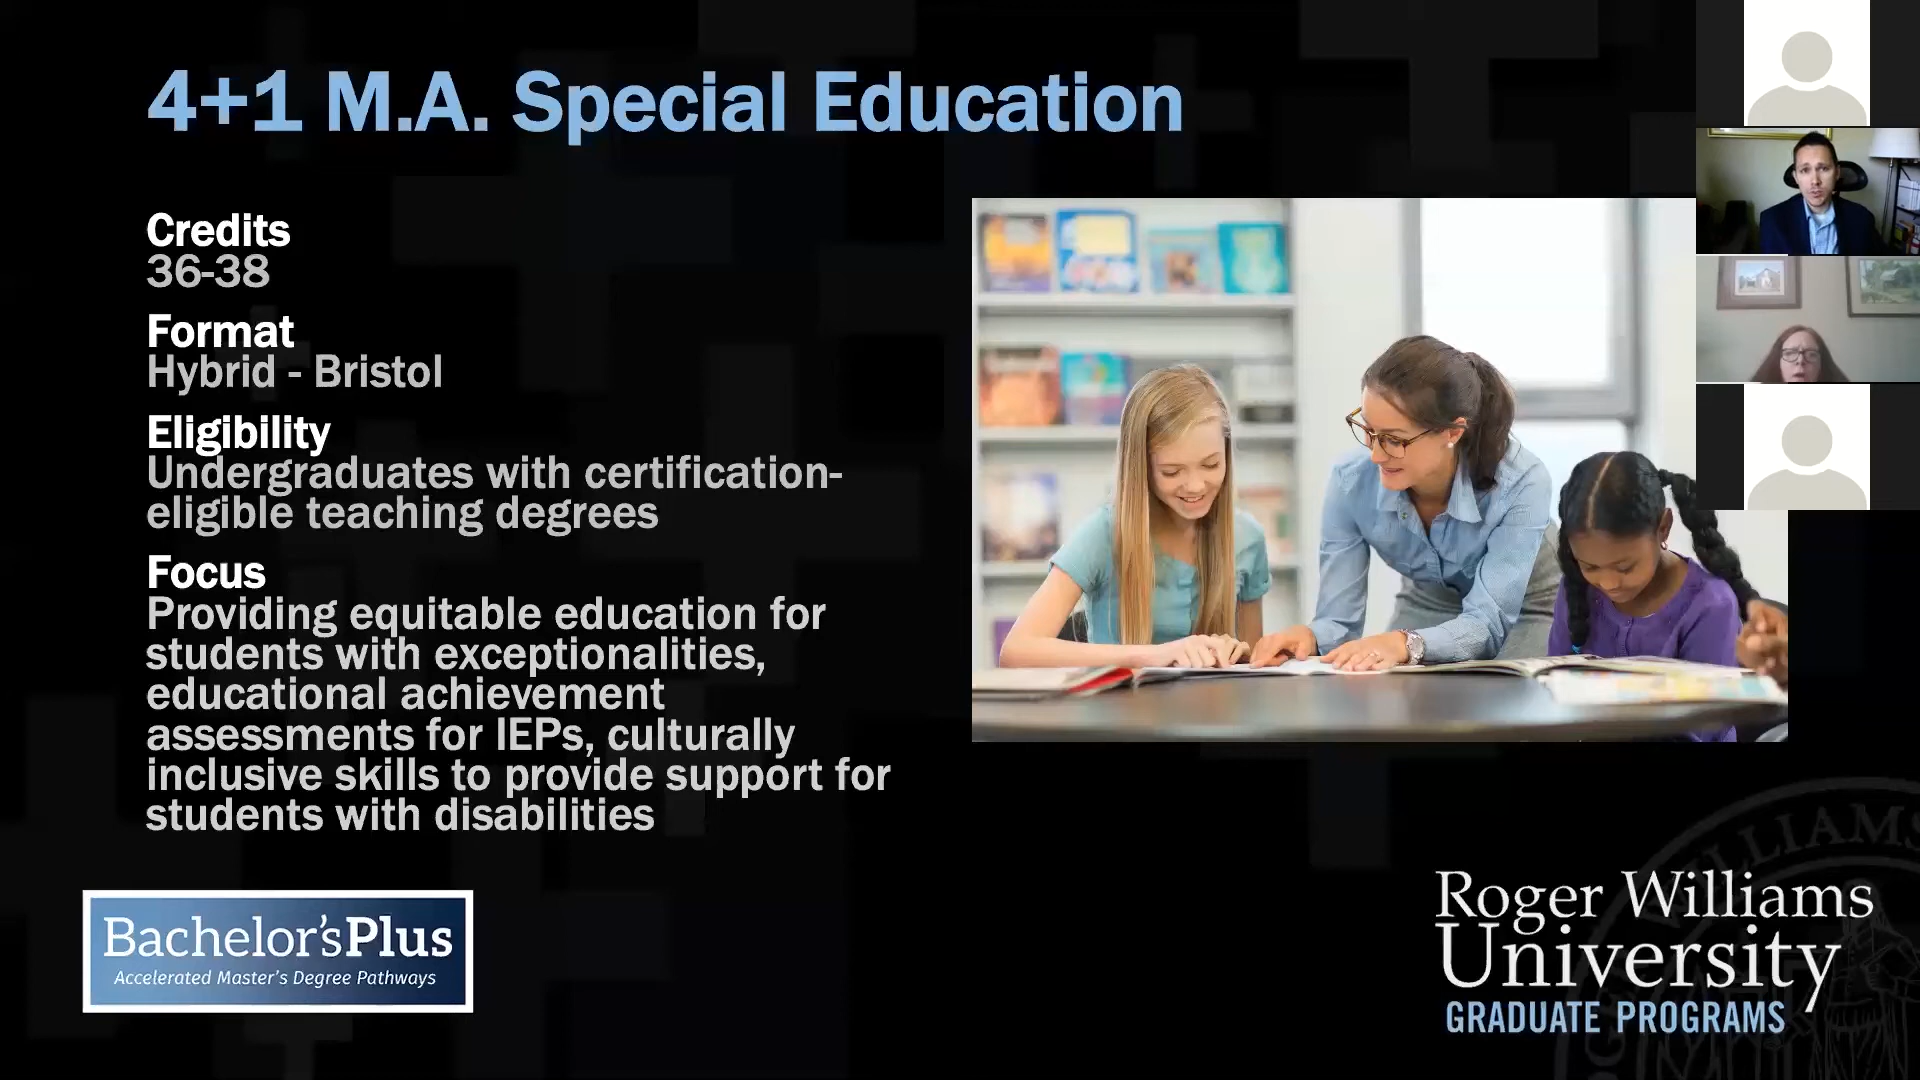 4+1 M.A. Special Education
Credits
36-38
Format
Hybrid - Bristol
Eligibility
Undergraduates with certification-
eligible teaching degrees
Focus
Providing equitable education for
students with exceptionalities,
educational achievement
assessments for IEPs, culturally
inclusive skills to provide support for
students with disabilities
Bachelor'sPlus
Accelerated Master's Degree Pathways
WILLIAMS
Roger Williams
University
GRADUATE PROGRAMS